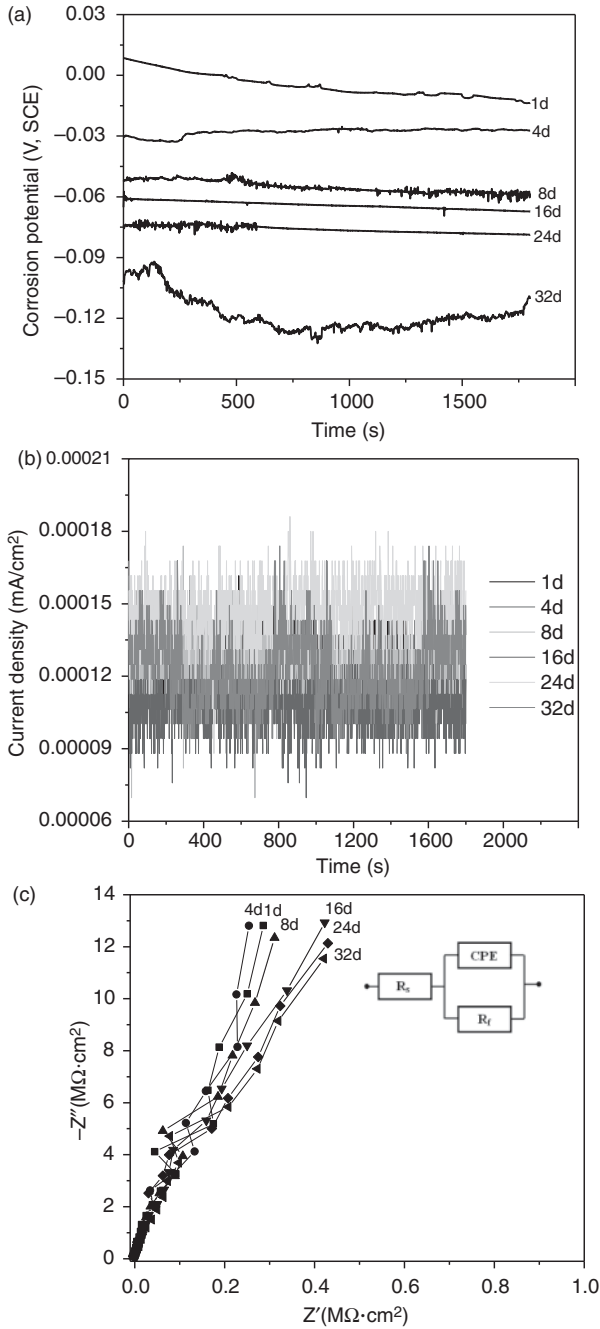 (a)
0.03
0.00
−0.03
−0.06
−0.09
−0.12
−0.15
Corrosion potential (V, SCE)
1d
4d
8d
16d
24d
32d
0 500 1000 1500
Time (s)
(b)
0.00021
0.00018
0.00015
0.00012
0.00009
0.00006
Current density (mA/cm²)
1d
4d
8d
16d
24d
32d
0 400 800 1200 1600 2000
Time (s)
(c)
14
12
10
8
6
4
2
0
−Z″(MΩ·cm²)
4d 1d 8d 16d
24d
32d
CPE
Rs
Rf
0.0 0.2 0.4 0.6 0.8 1.0
Z′(MΩ·cm²)